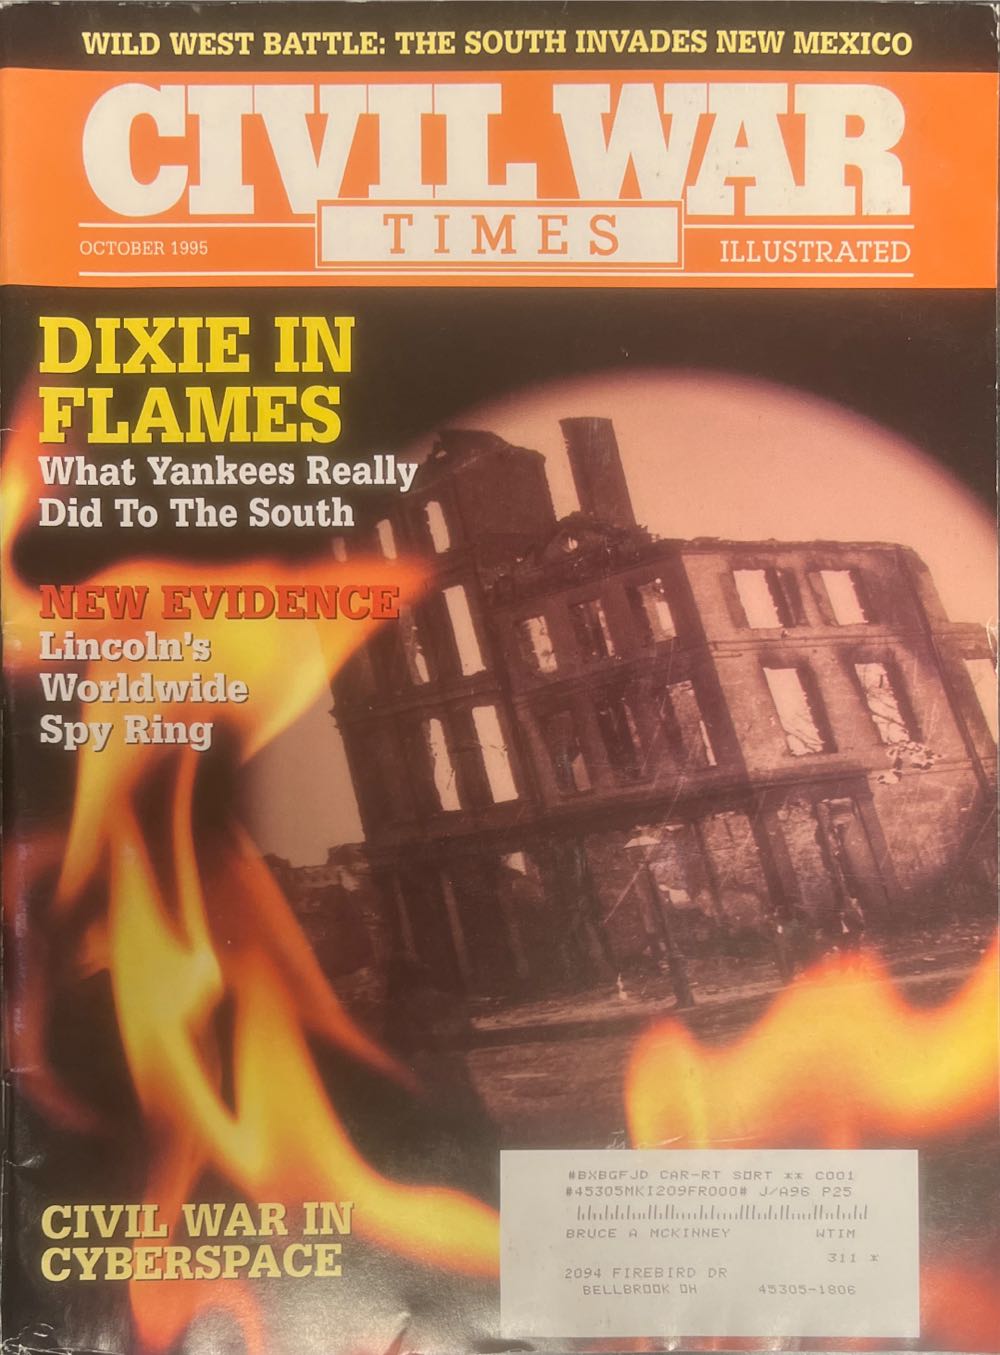 WILD WEST BATTLE: THE SOUTH INVADES NEW MEXICO
CIVIL WAR
TIMES
OCTOBER 1995
ILLUSTRATED
DIXIE IN
FLAMES
What Yankees Really
Did To The South
NEW EVIDENCE
Lincoln's
Worldwide
Spy Ring
CIVIL WAR IN
CYBERSPACE
#BXBGFJD CAR-RT SORT ** C001
#45305MKI209FR000# J/A96 P25
BRUCE A MCKINNEY WTIM
311 *
2094 FIREBIRD DR
BELLBROOK OH 45305-1806